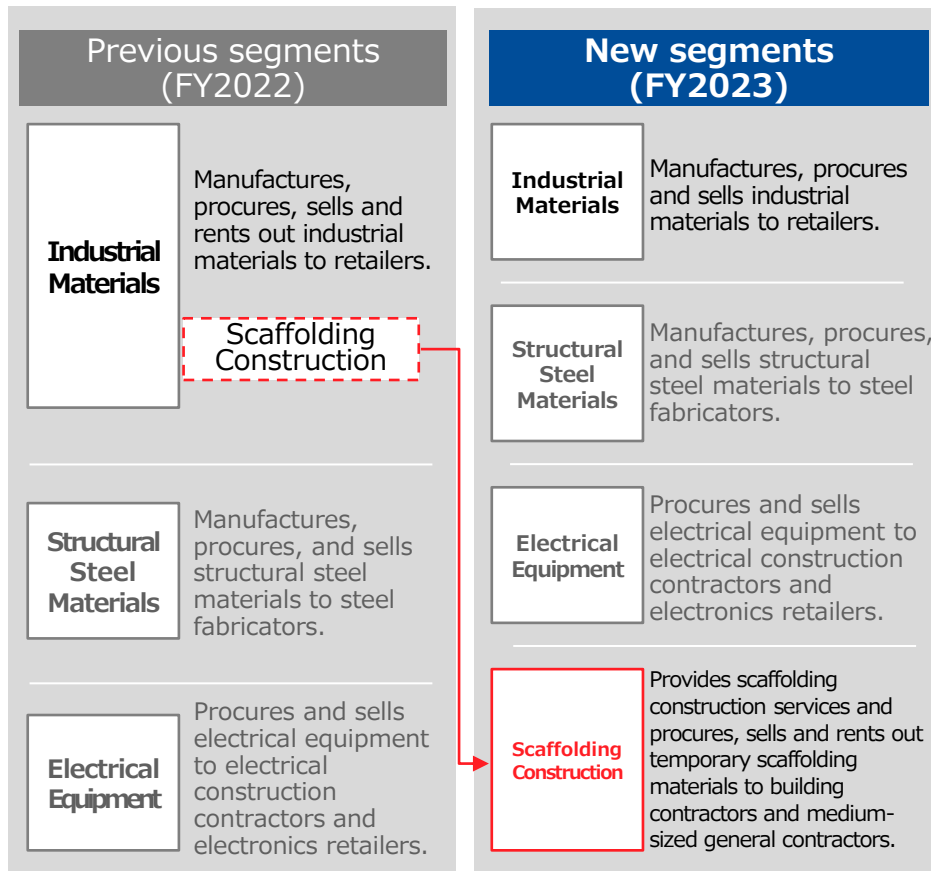 Previous segments
(FY2022)
Industrial
Materials
Manufactures,
procures, sells and
rents out industrial
materials to retailers.
Scaffolding
Construction
Structural
Steel
Materials
Manufactures,
procures, and sells
structural steel
materials to steel
fabricators.
Electrical
Equipment
Procures and sells
electrical equipment
to electrical
construction
contractors and
electronics retailers.
New segments
(FY2023)
Industrial
Materials
Manufactures, procures
and sells industrial
materials to retailers.
Structural
Steel
Materials
Manufactures, procures,
and sells structural
steel materials to steel
fabricators.
Electrical
Equipment
Procures and sells
electrical equipment to
electrical construction
contractors and
electronics retailers.
Scaffolding
Construction
Provides scaffolding
construction services and
procures, sells and rents out
temporary scaffolding
materials to building
contractors and medium-
sized general contractors.